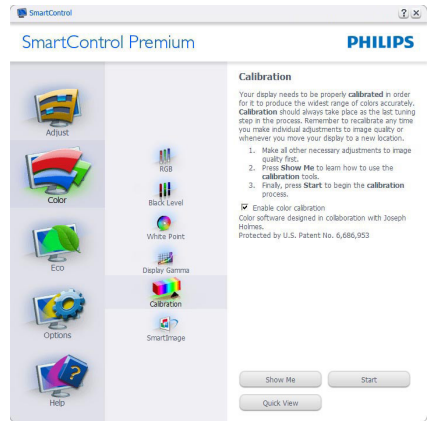 SmartControl
SmartControl Premium
PHILIPS
Adjust
Color
Eco
Options
Help
RGB
Black Level
White Point
Display Gamma
Calibration
SmartImage
Calibration
Your display needs to be properly calibrated in order
for it to produce the widest range of colors accurately.
Calibration should always take place as the last tuning
step in the process. Remember to recalibrate any time
you make individual adjustments to image quality or
whenever you move your display to a new location.
1. Make all other necessary adjustments to image
quality first.
2. Press Show Me to learn how to use the
calibration tools.
3. Finally, press Start to begin the calibration
process.
Enable color calibration
Color software designed in collaboration with Joseph
Holmes.
Protected by U.S. Patent No. 6,686,953
Show Me
Start
Quick View